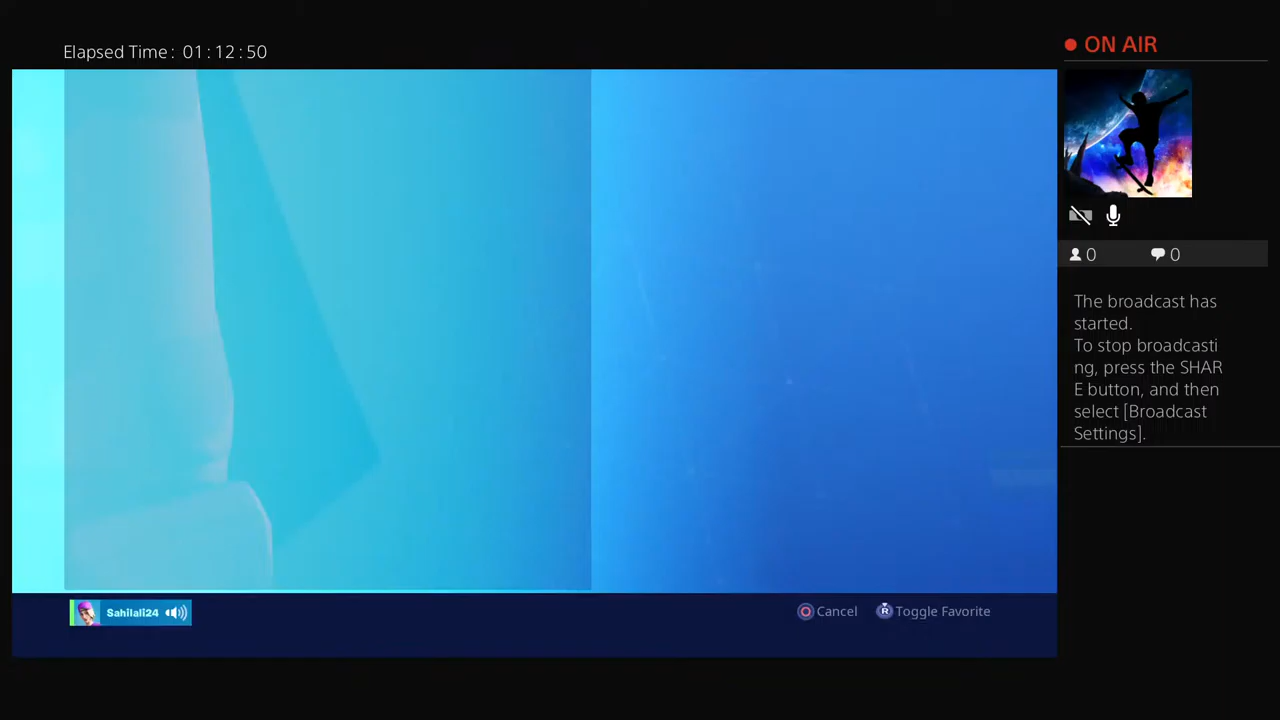 Elapsed Time: 01:12:50
ON AIR
0 0
The broadcast has
started.
To stop broadcasti
ng, press the SHAR
E button, and then
select [Broadcast
Settings].
Sahilali24
Cancel R Toggle Favorite